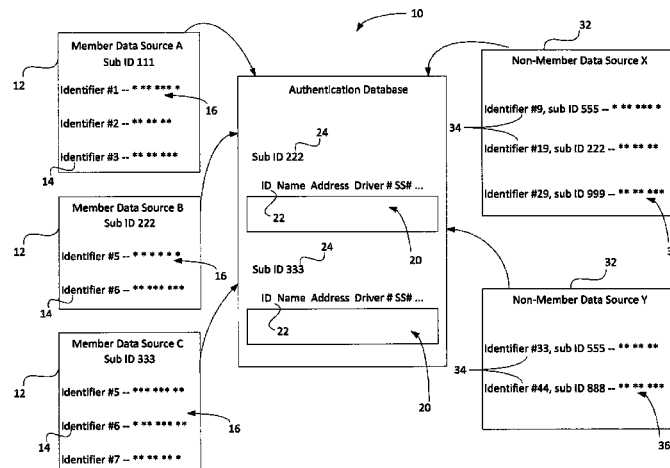 10
Member Data Source A
Sub ID 111
12
Identifier #1 -- * ** *** * *
16
Identifier #2 -- ** ** **
Identifier #3 -- ** ** ***
14
Member Data Source B
Sub ID 222
12
Identifier #5 -- * * * * * *
16
Identifier #6 -- ** *** ***
14
Member Data Source C
Sub ID 333
12
Identifier #5 -- *** *** **
Identifier #6 -- *** *** **
14
16
Identifier #7 -- ** *** **
Authentication Database
24
Sub ID 222
ID Name Address Driver # SS# ...
22
20
24
Sub ID 333
ID Name Address Driver # SS# ...
22
20
32
Non-Member Data Source X
Identifier #9, sub ID 555 -- * *** * *
34
Identifier #19, sub ID 222 -- ** ** **
Identifier #29, sub ID 999 -- ** ** ***
32
Non-Member Data Source Y
Identifier #33, sub ID 555 -- ** ** **
34
Identifier #44, sub ID 888 -- ** ** ***
36